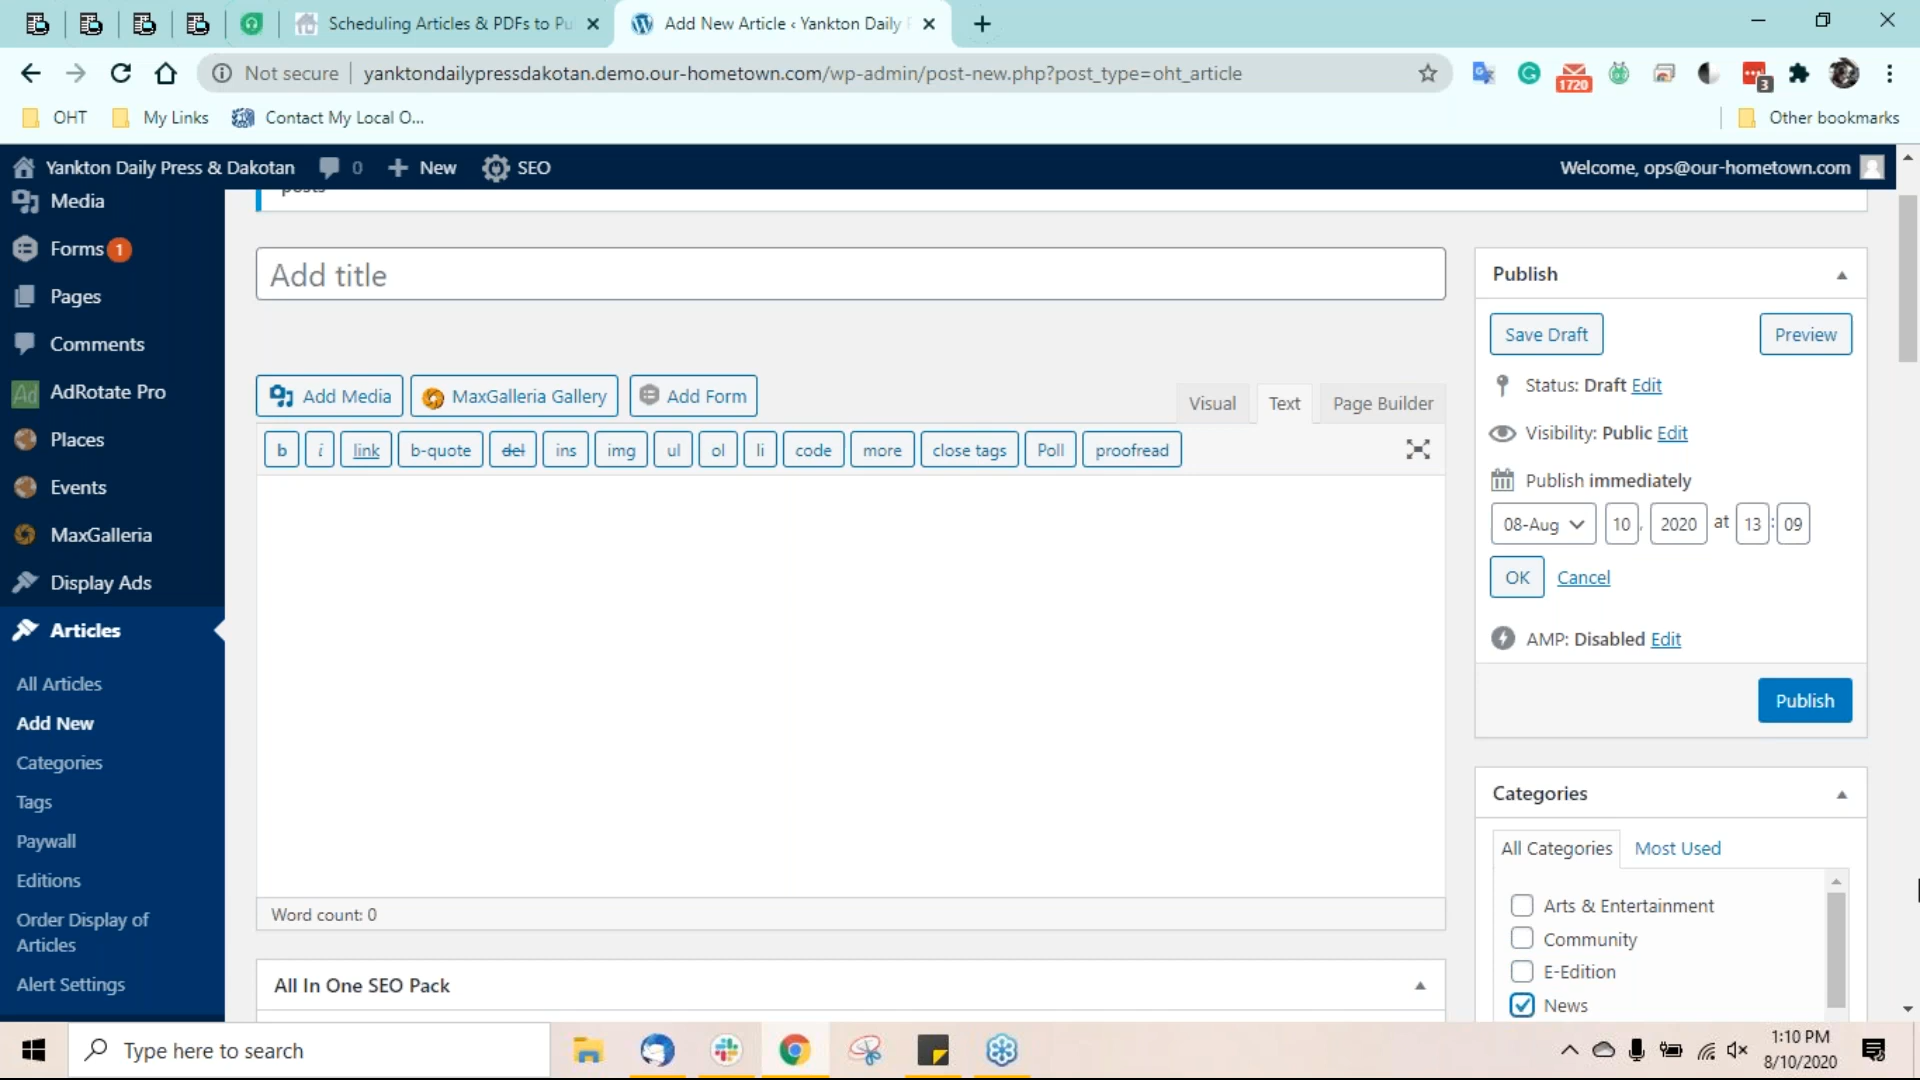 Scheduling Articles & PDFs to Pu
Add New Article ‹ Yankton Daily P
Not secure
yanktondailypressdakotan.demo.our-hometown.com/wp-admin/post-new.php?post_type=oht_article
1720
3
OHT
My Links
Contact My Local O...
Other bookmarks
Yankton Daily Press & Dakotan
0
New
SEO
Welcome, ops@our-hometown.com
posts
Media
Forms 1
Pages
Comments
Ad AdRotate Pro
Places
Events
MaxGalleria
Display Ads
Articles
All Articles
Add New
Categories
Tags
Paywall
Editions
Order Display of
Articles
Alert Settings
Add title
Add Media
MaxGalleria Gallery
Add Form
Visual
Text
Page Builder
b
i
link
b-quote
del
ins
img
ul
ol
li
code
more
close tags
Poll
proofread
Word count: 0
All In One SEO Pack
Publish
Save Draft
Preview
Status: Draft Edit
Visibility: Public Edit
Publish immediately
08-Aug 10, 2020 at 13:09
OK
Cancel
AMP: Disabled Edit
Publish
Categories
All Categories
Most Used
Arts & Entertainment
Community
E-Edition
News
Type here to search
1:10 PM
8/10/2020